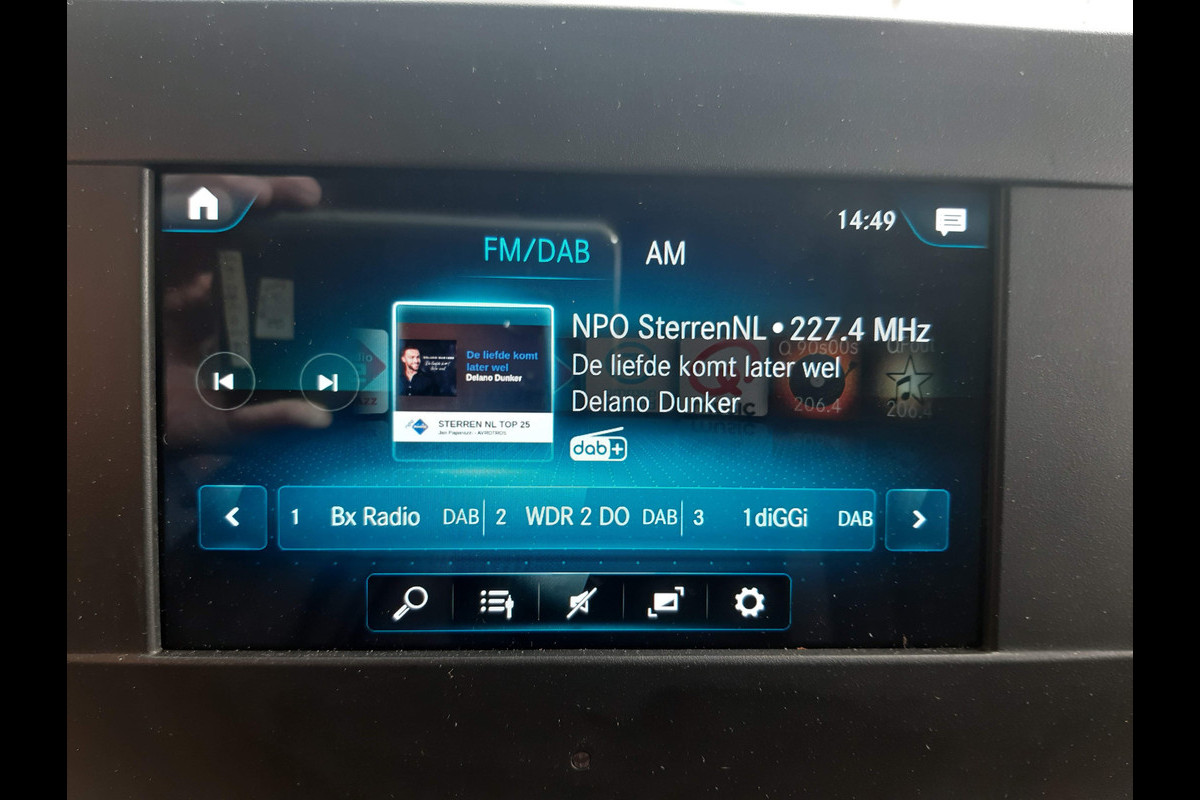 14:49
FM/DAB AM
NPO SterrenNL • 227.4 MHz
De liefde komt later wel
Delano Dunker
dab+
De liefde komt
later wel
Delano Dunker
STERREN NL TOP 25
90s00s
206.4
206.4
1 Bx Radio DAB 2 WDR 2 DO DAB 3 1diGGi DAB